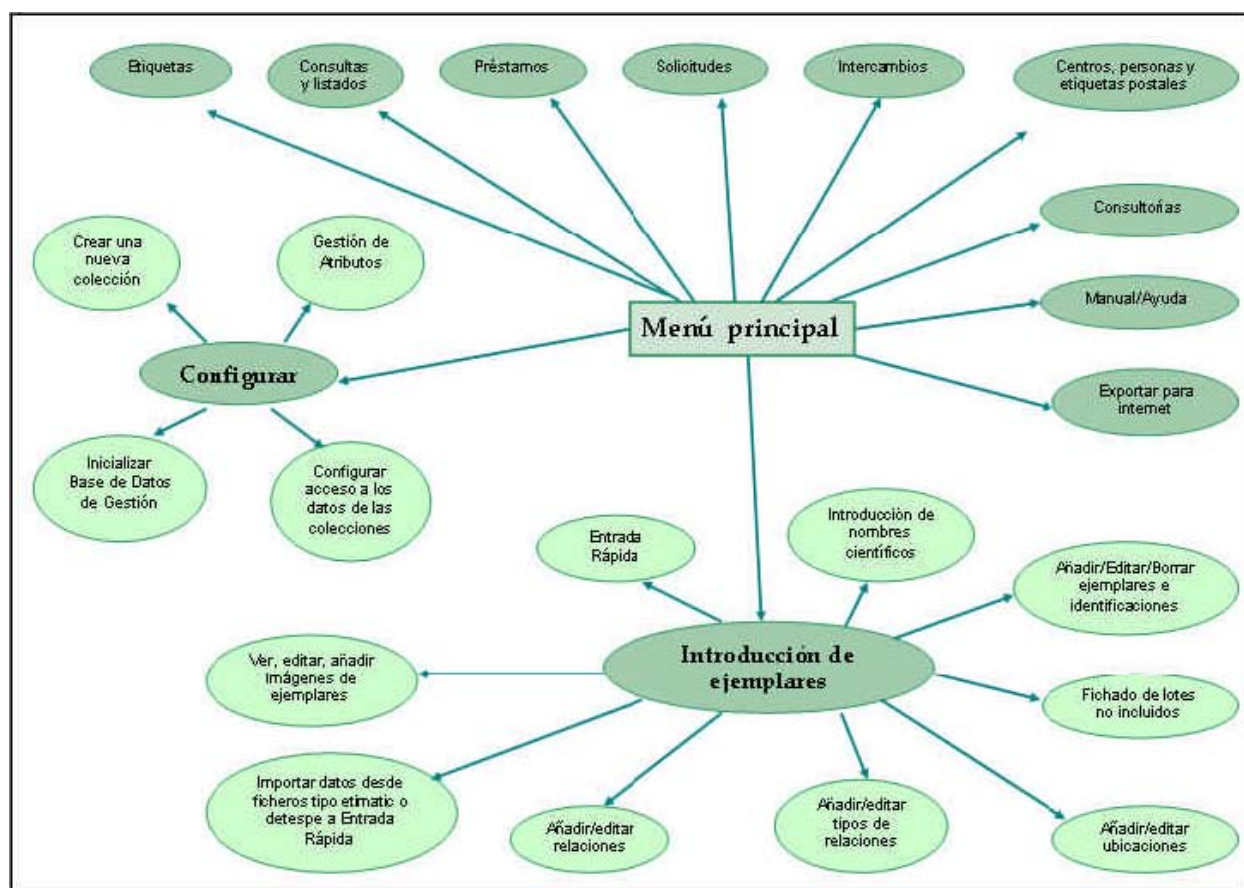 Etiquetas
Consultas
y listados
Préstamos
Solicitudes
Intercambios
Centros, personas y
etiquetas postales
Consultorías
Crear una
nueva
colección
Gestión de
Atributos
Manual/Ayuda
Menú principal
Configurar
Exportar para
internet
Inicializar
Base de Datos
de Gestión
Configurar
acceso a los
datos de las
colecciones
Entrada
Rápida
Introducción de
nombres
científicos
Añadir/Editar/Borrar
ejemplares e
identificaciones
Introducción de
ejemplares
Ver, editar, añadir
imágenes de
ejemplares
Fichado de lotes
no incluidos
Importar datos desde
ficheros tipo etimatic o
detespe a Entrada
Rápida
Añadir/editar
relaciones
Añadir/editar
tipos de
relaciones
Añadir/editar
ubicaciones